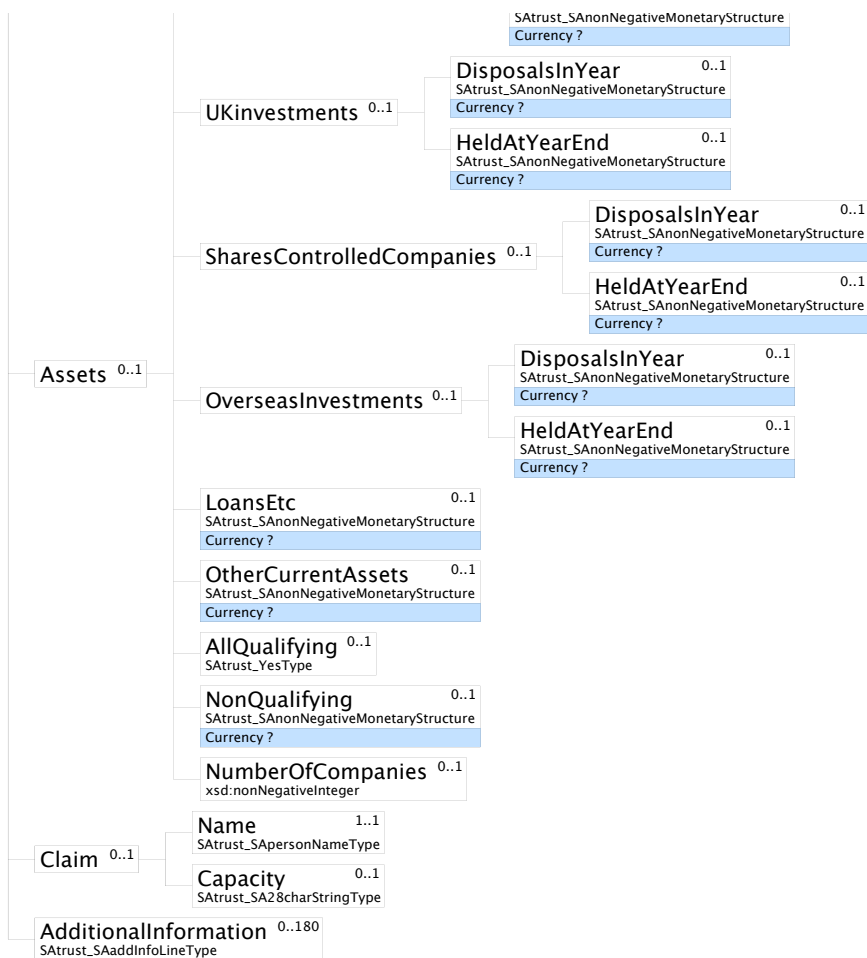 SAtrust_SAnonNegativeMonetaryStructure
Currency ?
UKinvestments 0..1
DisposalsInYear 0..1
SAtrust_SAnonNegativeMonetaryStructure
Currency ?
HeldAtYearEnd 0..1
SAtrust_SAnonNegativeMonetaryStructure
Currency ?
SharesControlledCompanies 0..1
DisposalsInYear 0..1
SAtrust_SAnonNegativeMonetaryStructure
Currency ?
HeldAtYearEnd 0..1
SAtrust_SAnonNegativeMonetaryStructure
Currency ?
Assets 0..1
OverseasInvestments 0..1
DisposalsInYear 0..1
SAtrust_SAnonNegativeMonetaryStructure
Currency ?
HeldAtYearEnd 0..1
SAtrust_SAnonNegativeMonetaryStructure
Currency ?
LoansEtc 0..1
SAtrust_SAnonNegativeMonetaryStructure
Currency ?
OtherCurrentAssets 0..1
SAtrust_SAnonNegativeMonetaryStructure
Currency ?
AllQualifying 0..1
SAtrust_YesType
NonQualifying 0..1
SAtrust_SAnonNegativeMonetaryStructure
Currency ?
NumberOfCompanies 0..1
xsd:nonNegativeInteger
Claim 0..1
Name 1..1
SAtrust_SApersonNameType
Capacity 0..1
SAtrust_SA28charStringType
AdditionalInformation 0..180
SAtrust_SAaddInfoLineType